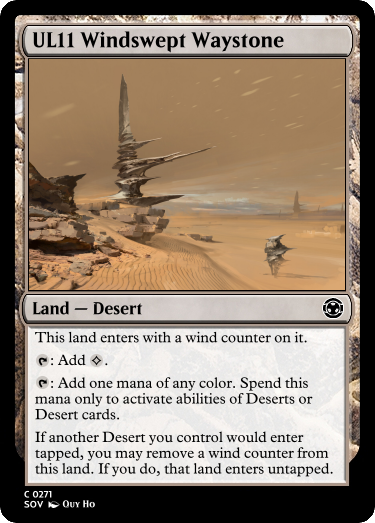 UL11 Windswept Waystone
Land — Desert
This land enters with a wind counter on it.
: Add .
: Add one mana of any color. Spend this
mana only to activate abilities of Deserts or
Desert cards.
If another Desert you control would enter
tapped, you may remove a wind counter from
this land. If you do, that land enters untapped.
C 0271
SOV Ouy Ho